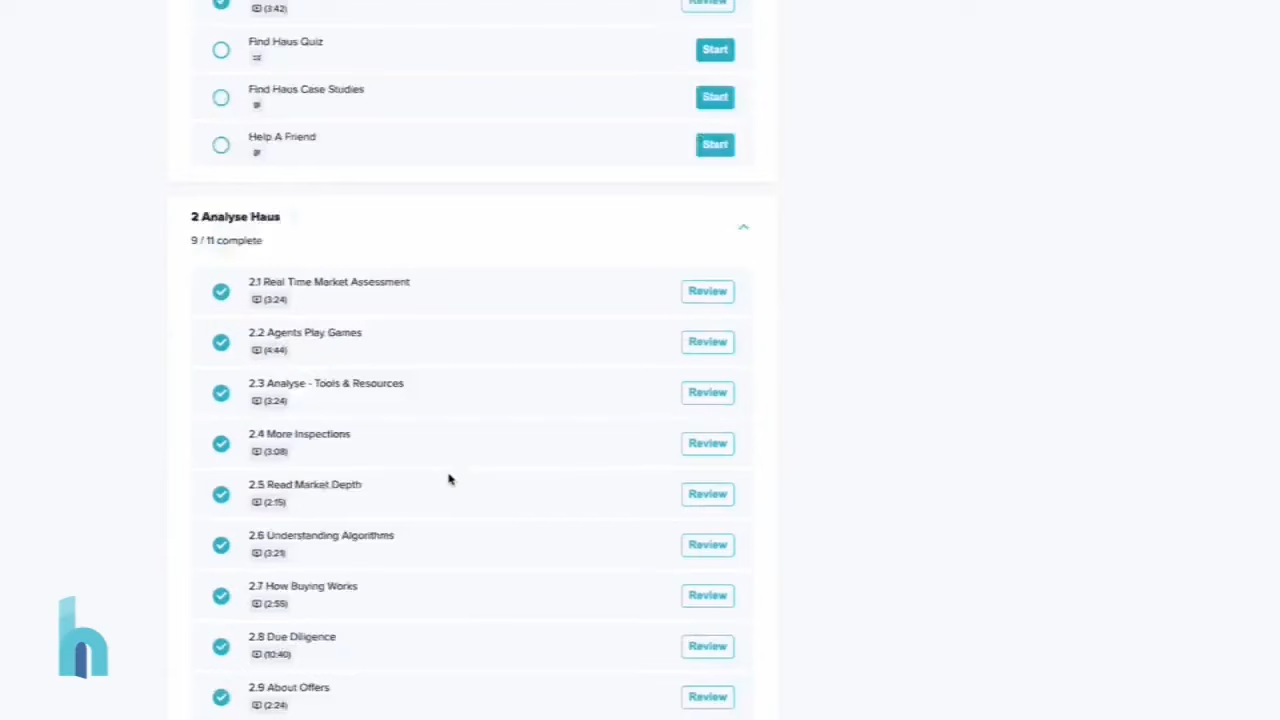 (3:42)
Review
Find Haus Quiz
Start
Find Haus Case Studies
Start
Help A Friend
Start
2 Analyse Haus
9 / 11 complete
2.1 Real Time Market Assessment
(3:24)
Review
2.2 Agents Play Games
(4:44)
Review
2.3 Analyse - Tools & Resources
(3:24)
Review
2.4 More Inspections
(3:08)
Review
2.5 Read Market Depth
(2:15)
Review
2.6 Understanding Algorithms
(3:21)
Review
2.7 How Buying Works
(2:55)
Review
2.8 Due Diligence
(10:40)
Review
2.9 About Offers
(2:24)
Review
h